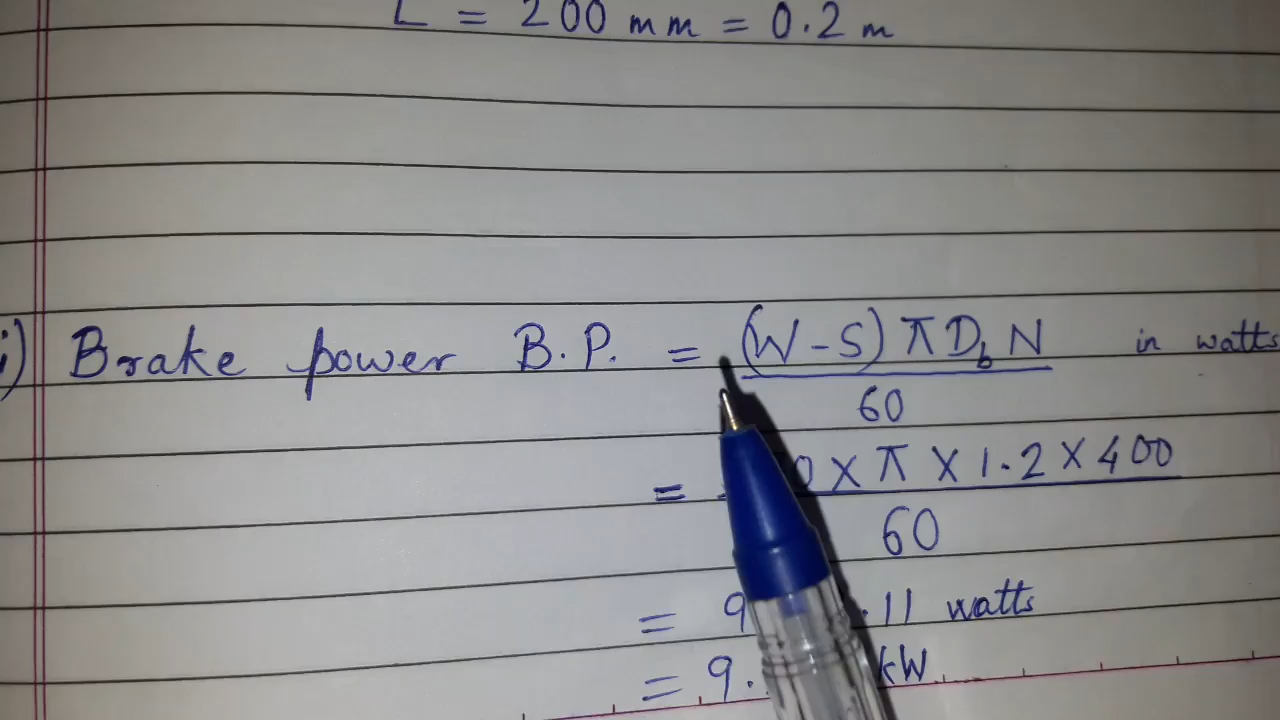 L = 200 mm = 0.2 m
i) Brake power B.P. = (W-S) π D_b N in watts
60
= 0 × π × 1.2 × 400
60
= 9 .11 watts
= 9. kW